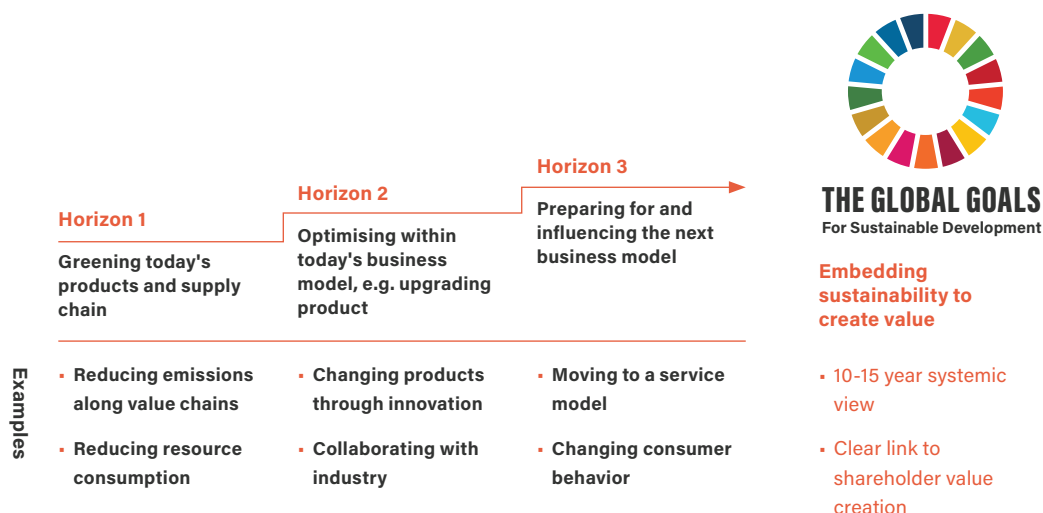 THE GLOBAL GOALS
For Sustainable Development
Horizon 1
Greening today's
products and supply
chain
Horizon 2
Optimising within
today's business
model, e.g. upgrading
product
Horizon 3
Preparing for and
influencing the next
business model
Embedding
sustainability to
create value
Examples
▪ Reducing emissions
along value chains
▪ Reducing resource
consumption
▪ Changing products
through innovation
▪ Collaborating with
industry
▪ Moving to a service
model
▪ Changing consumer
behavior
▪ 10-15 year systemic
view
▪ Clear link to
shareholder value
creation